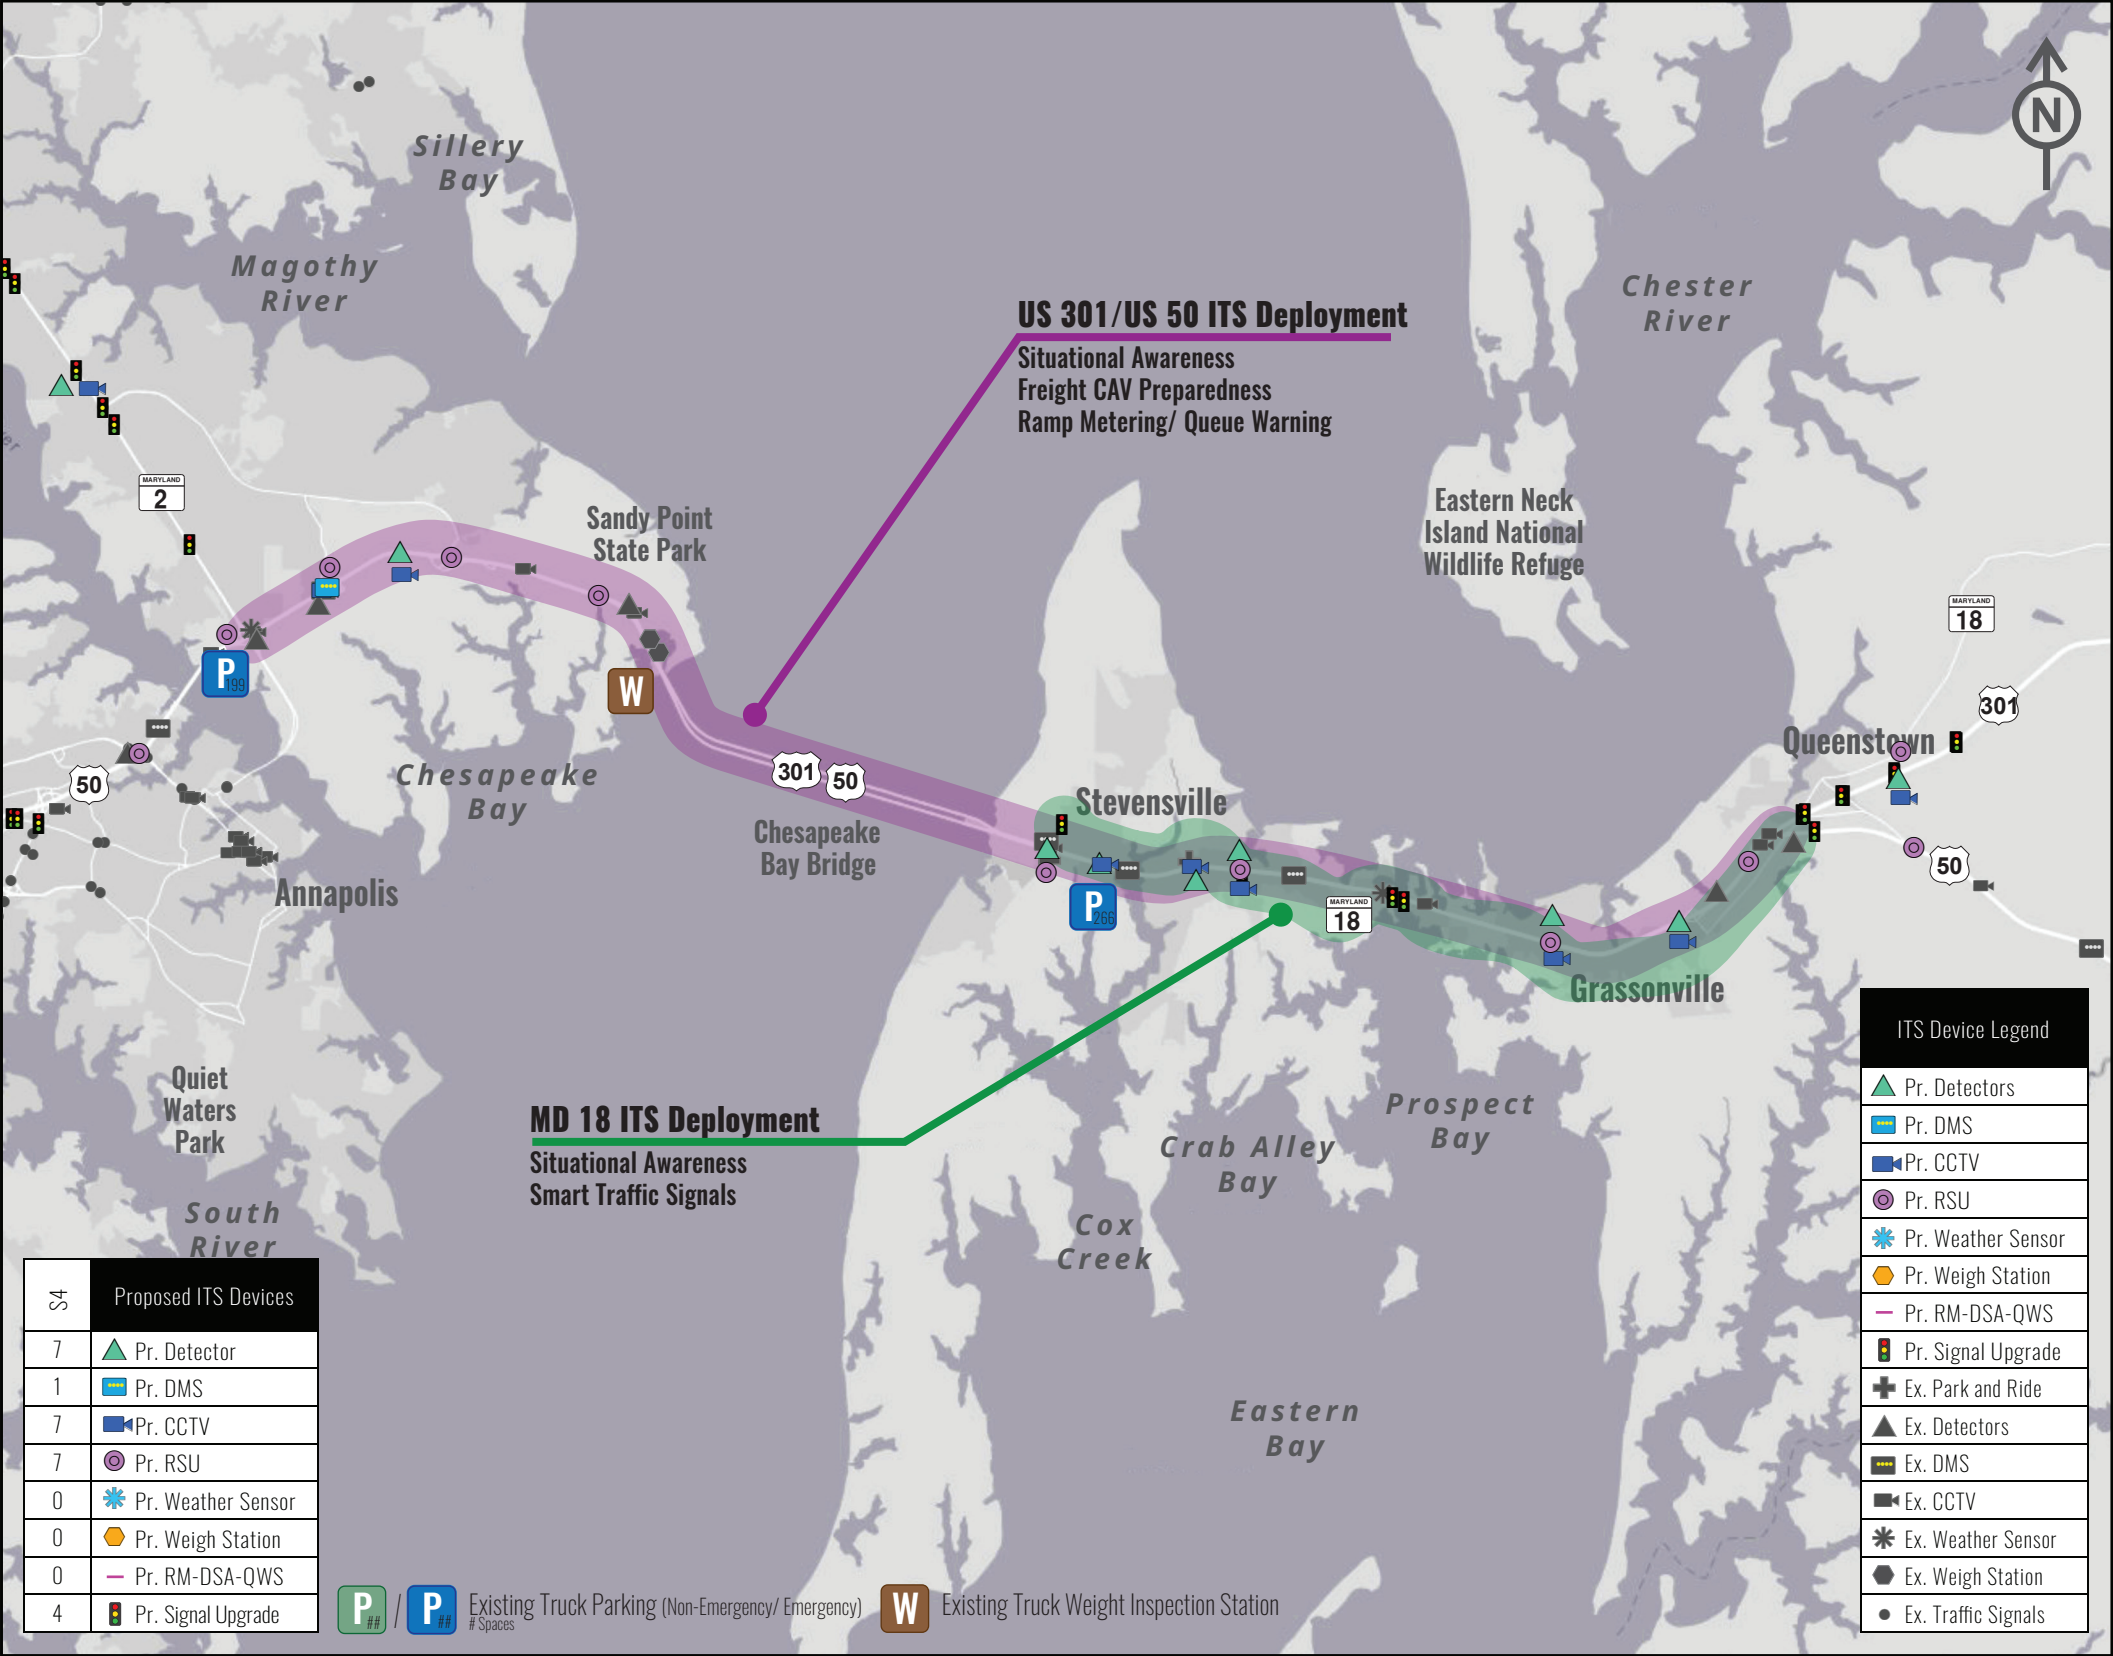 Sillery
Bay
N
Magothy
River
Chester
River
US 301/US 50 ITS Deployment
Situational Awareness
Freight CAV Preparedness
Ramp Metering/ Queue Warning
MARYLAND
2
Sandy Point
State Park
Eastern Neck
Island National
Wildlife Refuge
MARYLAND
18
P
199
W
301
Queenstown
50
301
50
Chesapeake
Bay
Stevensville
Chesapeake
Bay Bridge
50
Annapolis
P
266
MARYLAND
18
Grassonville
Quiet
Waters
Park
MD 18 ITS Deployment
Situational Awareness
Smart Traffic Signals
Prospect
Bay
Crab Alley
Bay
Cox
Creek
South
River
Eastern
Bay
S4
Proposed ITS Devices
7 Pr. Detector
1 Pr. DMS
7 Pr. CCTV
7 Pr. RSU
0 Pr. Weather Sensor
0 Pr. Weigh Station
0 Pr. RM-DSA-QWS
4 Pr. Signal Upgrade
P ## / P ## Existing Truck Parking (Non-Emergency/ Emergency)
# Spaces
W Existing Truck Weight Inspection Station
ITS Device Legend
Pr. Detectors
Pr. DMS
Pr. CCTV
Pr. RSU
Pr. Weather Sensor
Pr. Weigh Station
Pr. RM-DSA-QWS
Pr. Signal Upgrade
Ex. Park and Ride
Ex. Detectors
Ex. DMS
Ex. CCTV
Ex. Weather Sensor
Ex. Weigh Station
Ex. Traffic Signals